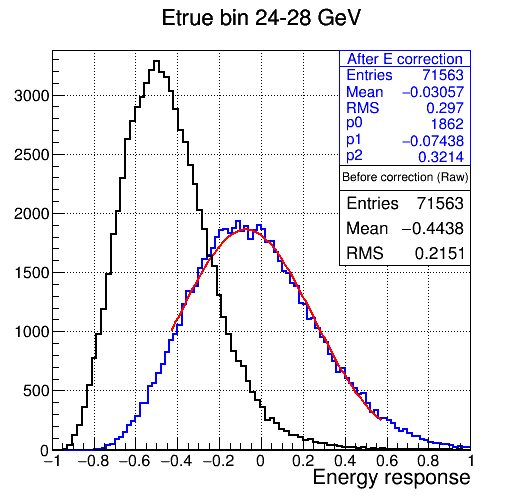 Etrue bin 24-28 GeV
After E correction
Entries 71563
Mean −0.03057
RMS 0.297
p0 1862
p1 −0.07438
p2 0.3214
Before correction (Raw)
Entries 71563
Mean −0.4438
RMS 0.2151
3000
2500
2000
1500
1000
500
0
−1 −0.8 −0.6 −0.4 −0.2 0 0.2 0.4 0.6 0.8 1
Energy response